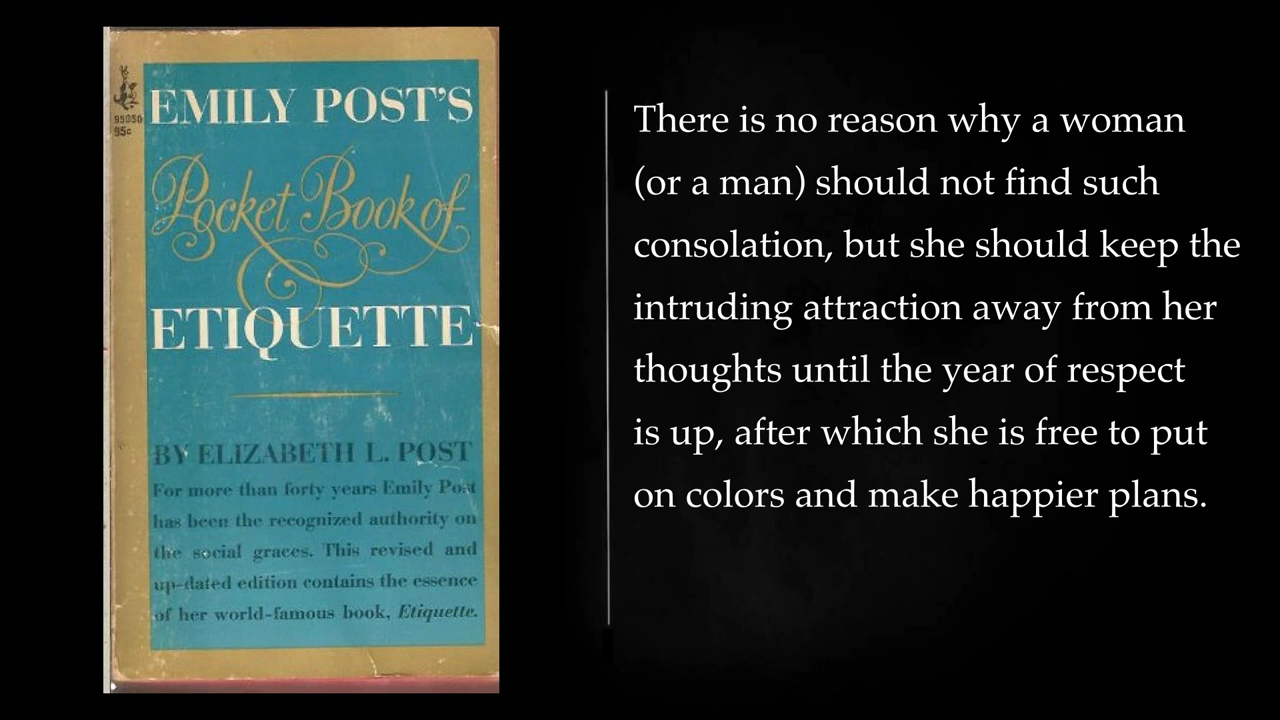 EMILY POST'S
95050
95c
Pocket Book of
ETIQUETTE
BY ELIZABETH L. POST
For more than forty years Emily Post
has been the recognized authority on
the social graces. This revised and
up-dated edition contains the essence
of her world-famous book, Etiquette.
There is no reason why a woman
(or a man) should not find such
consolation, but she should keep the
intruding attraction away from her
thoughts until the year of respect
is up, after which she is free to put
on colors and make happier plans.